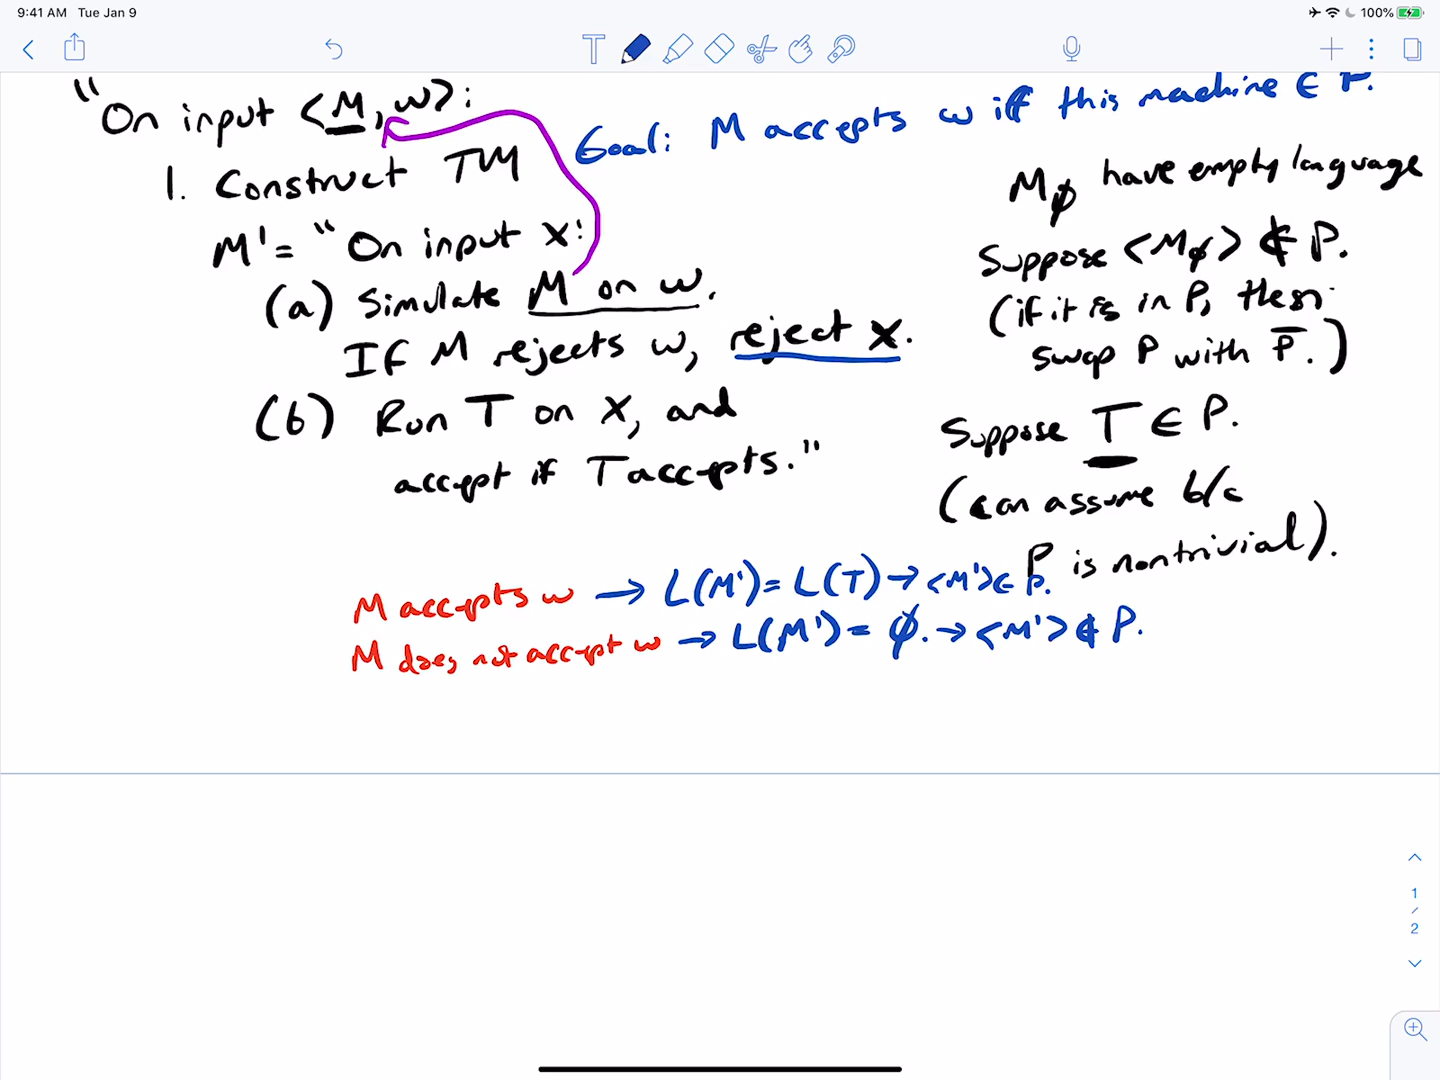 9:41 AM Tue Jan 9
100%
"On input <M, w>:
Goal: M accepts w iff this machine ∈ P.
1. Construct TM
M' = "On input x:
(a) Simulate M on w.
If M rejects w, reject x.
(b) Run T on x, and
accept if T accepts."
M∅ have empty language
Suppose <M∅> ∉ P.
(if it is in P, then
swap P with P̅.)
Suppose T ∈ P.
(can assume b/c
P is nontrivial).
M accepts w → L(M') = L(T) → <M'> ∈ P.
M does not accept w → L(M') = ∅. → <M'> ∉ P.
1
/
2